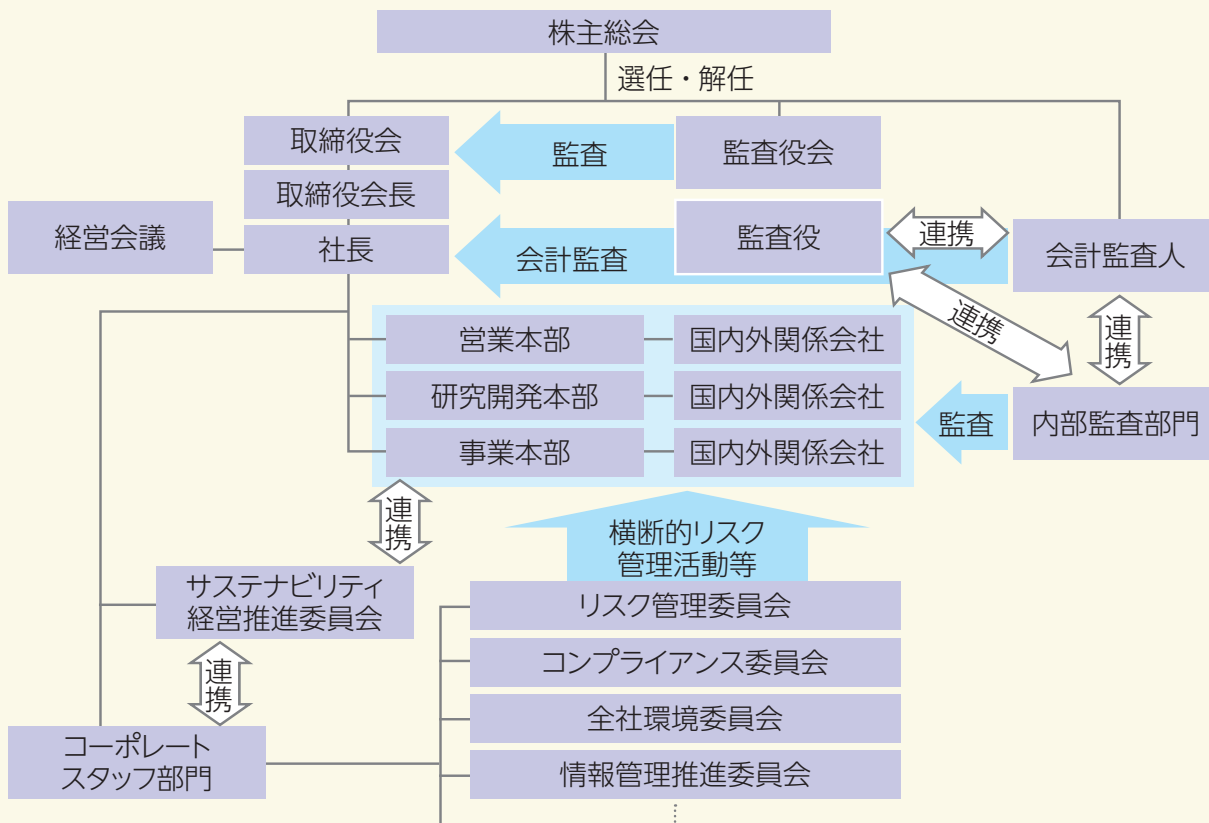 株主総会
選任・解任
取締役会
監査
監査役会
取締役会長
経営会議
社長
会計監査
監査役
連携
会計監査人
連携
連携
営業本部
国内外関係会社
研究開発本部
国内外関係会社
事業本部
国内外関係会社
監査
内部監査部門
連携
横断的リスク
管理活動等
サステナビリティ
経営推進委員会
連携
コーポレート
スタッフ部門
リスク管理委員会
コンプライアンス委員会
全社環境委員会
情報管理推進委員会